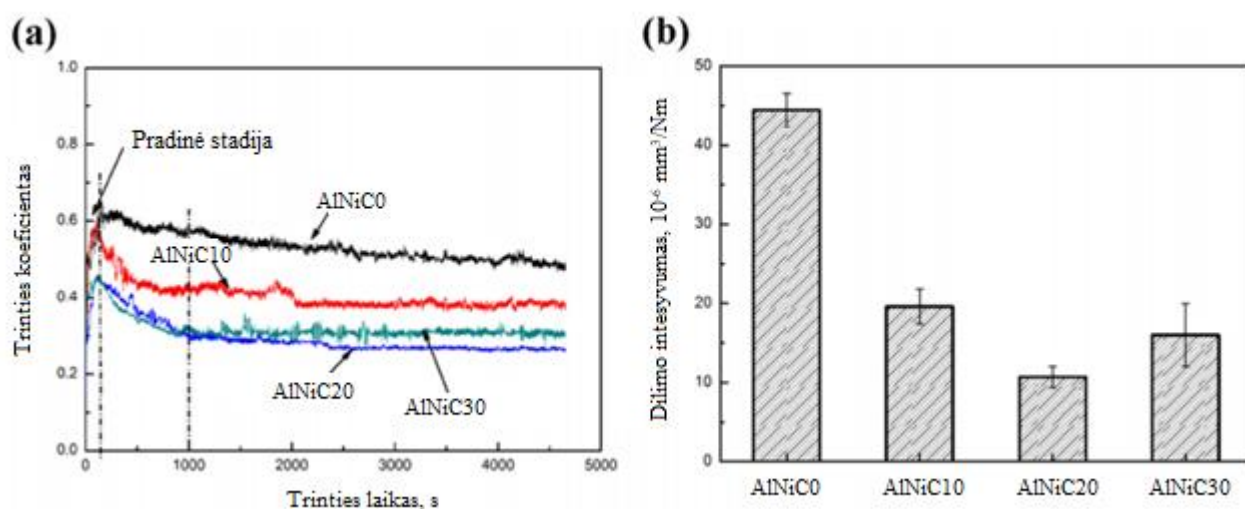 (a)
1.0
0.8
0.6
0.4
0.2
0.0
Trinties koeficientas
Pradinė stadija
AlNiC0
AlNiC10
AlNiC20
AlNiC30
0
1000
2000
3000
4000
5000
Trinties laikas, s
(b)
50
40
30
20
10
0
Dilimo intesyvumas, 10⁻⁶ mm³/Nm
AlNiC0
AlNiC10
AlNiC20
AlNiC30